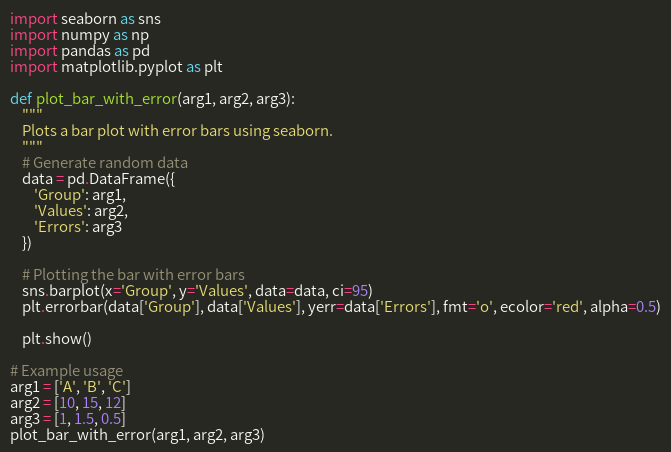 import seaborn as sns
import numpy as np
import pandas as pd
import matplotlib.pyplot as plt
def plot_bar_with_error(arg1, arg2, arg3):
"""
Plots a bar plot with error bars using seaborn.
"""
# Generate random data
data = pd.DataFrame({
'Group': arg1,
'Values': arg2,
'Errors': arg3
})
# Plotting the bar with error bars
sns.barplot(x='Group', y='Values', data=data, ci=95)
plt.errorbar(data['Group'], data['Values'], yerr=data['Errors'], fmt='o', ecolor='red', alpha=0.5)
plt.show()
# Example usage
arg1 = ['A', 'B', 'C']
arg2 = [10, 15, 12]
arg3 = [1, 1.5, 0.5]
plot_bar_with_error(arg1, arg2, arg3)